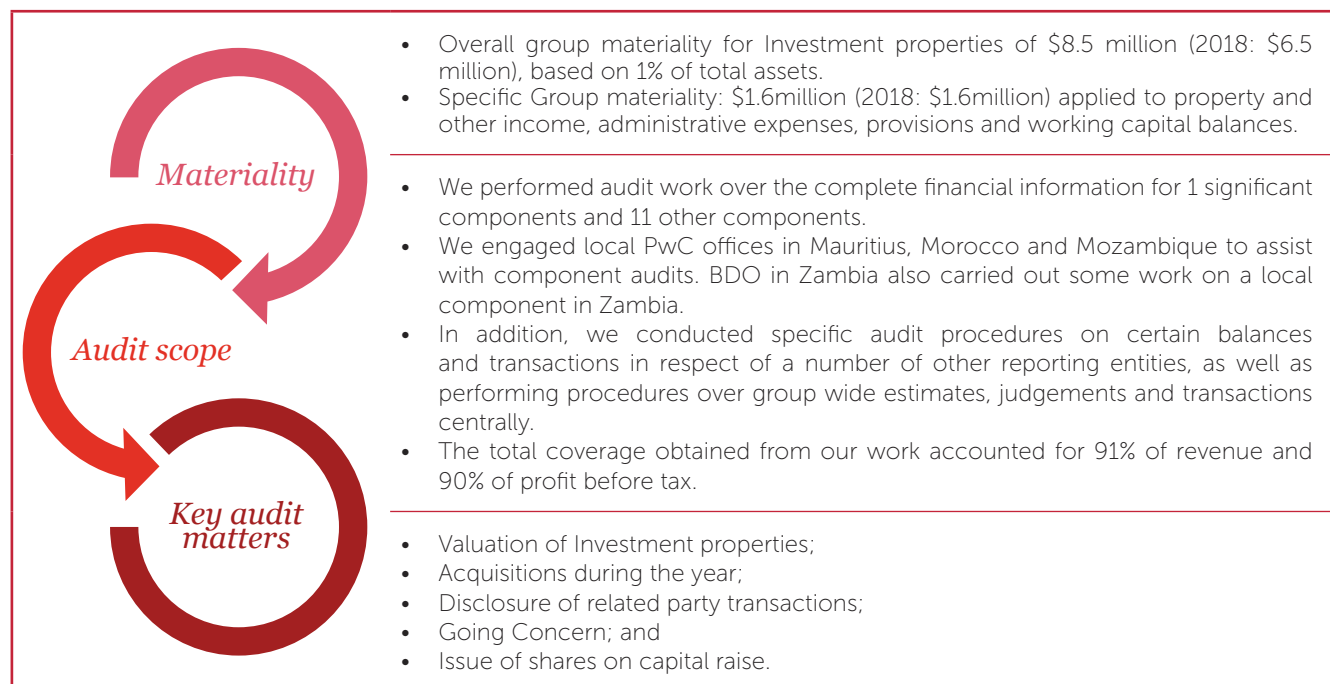 • Overall group materiality for Investment properties of $8.5 million (2018: $6.5
million), based on 1% of total assets.
• Specific Group materiality: $1.6million (2018: $1.6million) applied to property and
other income, administrative expenses, provisions and working capital balances.
Materiality
• We performed audit work over the complete financial information for 1 significant
components and 11 other components.
• We engaged local PwC offices in Mauritius, Morocco and Mozambique to assist
with component audits. BDO in Zambia also carried out some work on a local
component in Zambia.
• In addition, we conducted specific audit procedures on certain balances
and transactions in respect of a number of other reporting entities, as well as
performing procedures over group wide estimates, judgements and transactions
centrally.
• The total coverage obtained from our work accounted for 91% of revenue and
90% of profit before tax.
Audit scope
Key audit
matters
• Valuation of Investment properties;
• Acquisitions during the year;
• Disclosure of related party transactions;
• Going Concern; and
• Issue of shares on capital raise.